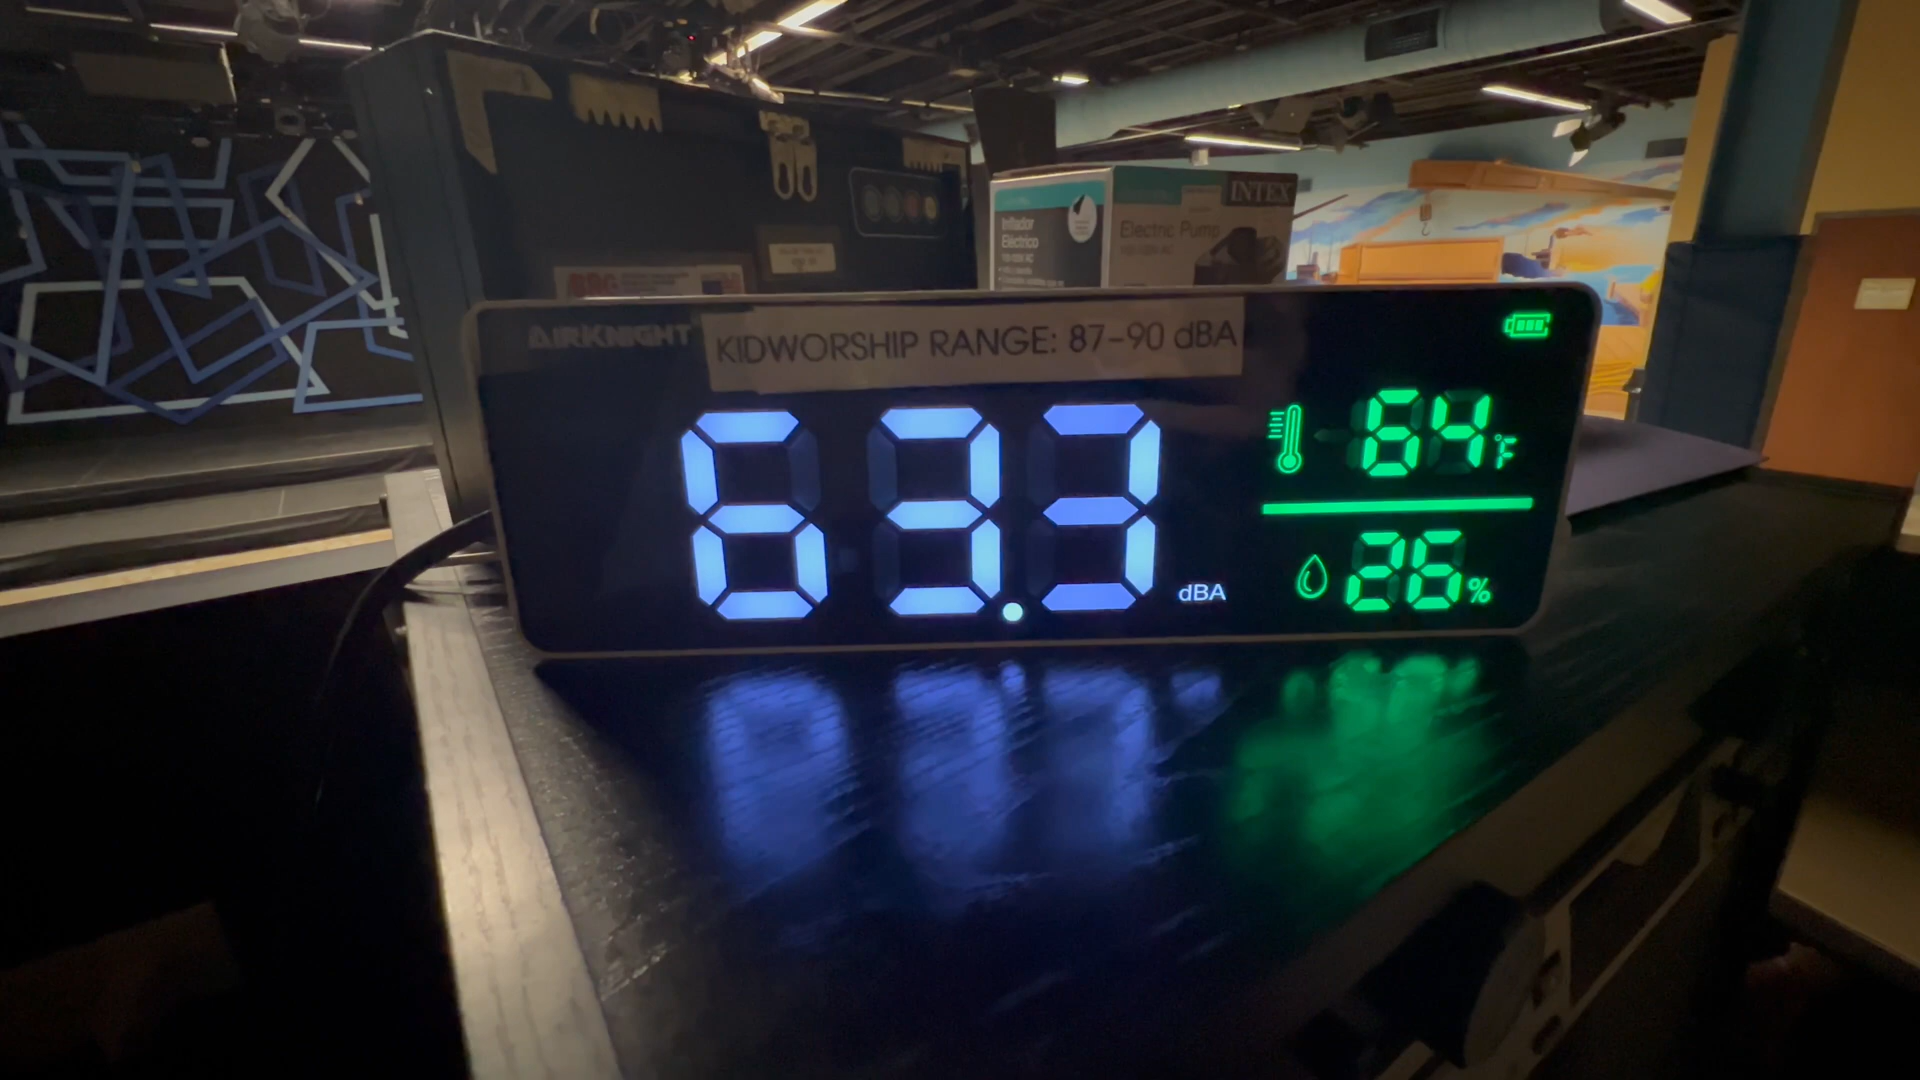 INTEX
Inflador
Eléctrico
Electric Pump
AIRKNIGHT
KIDWORSHIP RANGE: 87-90 dBA
63.3 dBA
64°F
26%